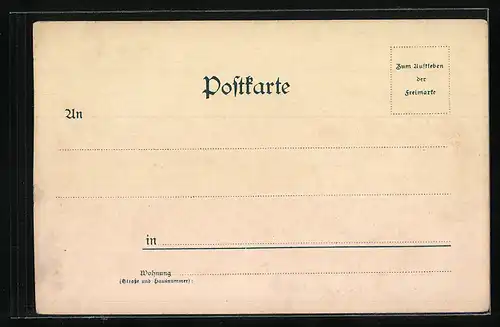 Postkarte
Zum Aufkleben
der
Freimarke
An
in
Wohnung
(Straße und Hausnummer):